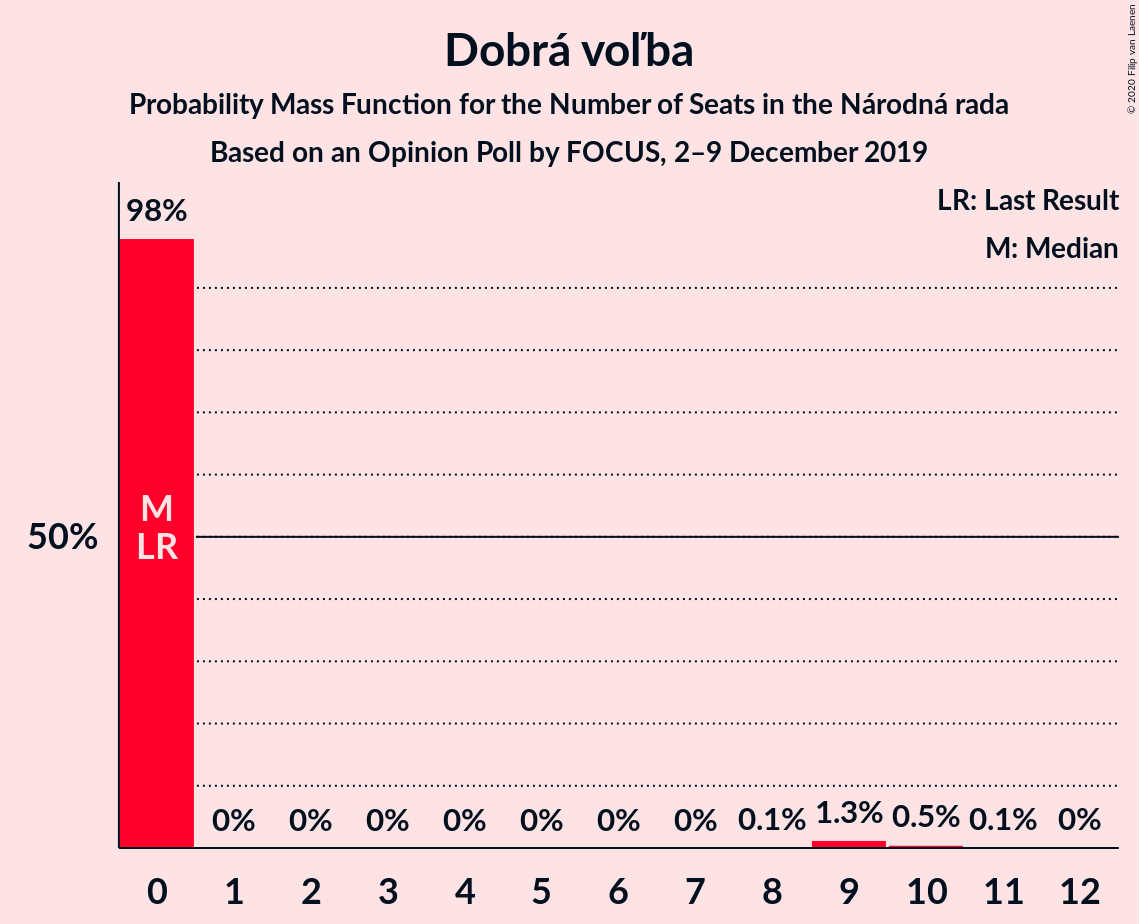 Dobrá voľba
Probability Mass Function for the Number of Seats in the Národná rada
Based on an Opinion Poll by FOCUS, 2–9 December 2019
© 2020 Filip van Laenen
LR: Last Result
M: Median
98%
M
LR
50%
0% 0% 0% 0% 0% 0% 0% 0.1% 1.3% 0.5% 0.1% 0%
0 1 2 3 4 5 6 7 8 9 10 11 12